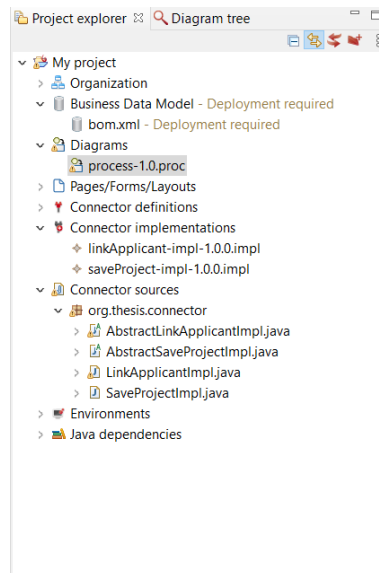 Project explorer Diagram tree
My project
Organization
Business Data Model - Deployment required
bom.xml - Deployment required
Diagrams
process-1.0.proc
Pages/Forms/Layouts
Connector definitions
Connector implementations
linkApplicant-impl-1.0.0.impl
saveProject-impl-1.0.0.impl
Connector sources
org.thesis.connector
AbstractLinkApplicantImpl.java
AbstractSaveProjectImpl.java
LinkApplicantImpl.java
SaveProjectImpl.java
Environments
Java dependencies